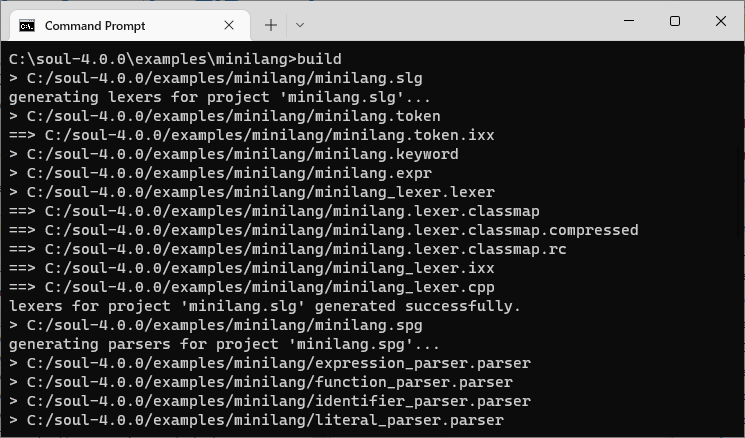 Command Prompt
C:\soul-4.0.0\examples\minilang>build
> C:/soul-4.0.0/examples/minilang/minilang.slg
generating lexers for project 'minilang.slg'...
> C:/soul-4.0.0/examples/minilang/minilang.token
==> C:/soul-4.0.0/examples/minilang/minilang.token.ixx
> C:/soul-4.0.0/examples/minilang/minilang.keyword
> C:/soul-4.0.0/examples/minilang/minilang.expr
> C:/soul-4.0.0/examples/minilang/minilang_lexer.lexer
==> C:/soul-4.0.0/examples/minilang/minilang.lexer.classmap
==> C:/soul-4.0.0/examples/minilang/minilang.lexer.classmap.compressed
==> C:/soul-4.0.0/examples/minilang/minilang.lexer.classmap.rc
==> C:/soul-4.0.0/examples/minilang/minilang_lexer.ixx
==> C:/soul-4.0.0/examples/minilang/minilang_lexer.cpp
lexers for project 'minilang.slg' generated successfully.
> C:/soul-4.0.0/examples/minilang/minilang.spg
generating parsers for project 'minilang.spg'...
> C:/soul-4.0.0/examples/minilang/expression_parser.parser
> C:/soul-4.0.0/examples/minilang/function_parser.parser
> C:/soul-4.0.0/examples/minilang/identifier_parser.parser
> C:/soul-4.0.0/examples/minilang/literal_parser.parser